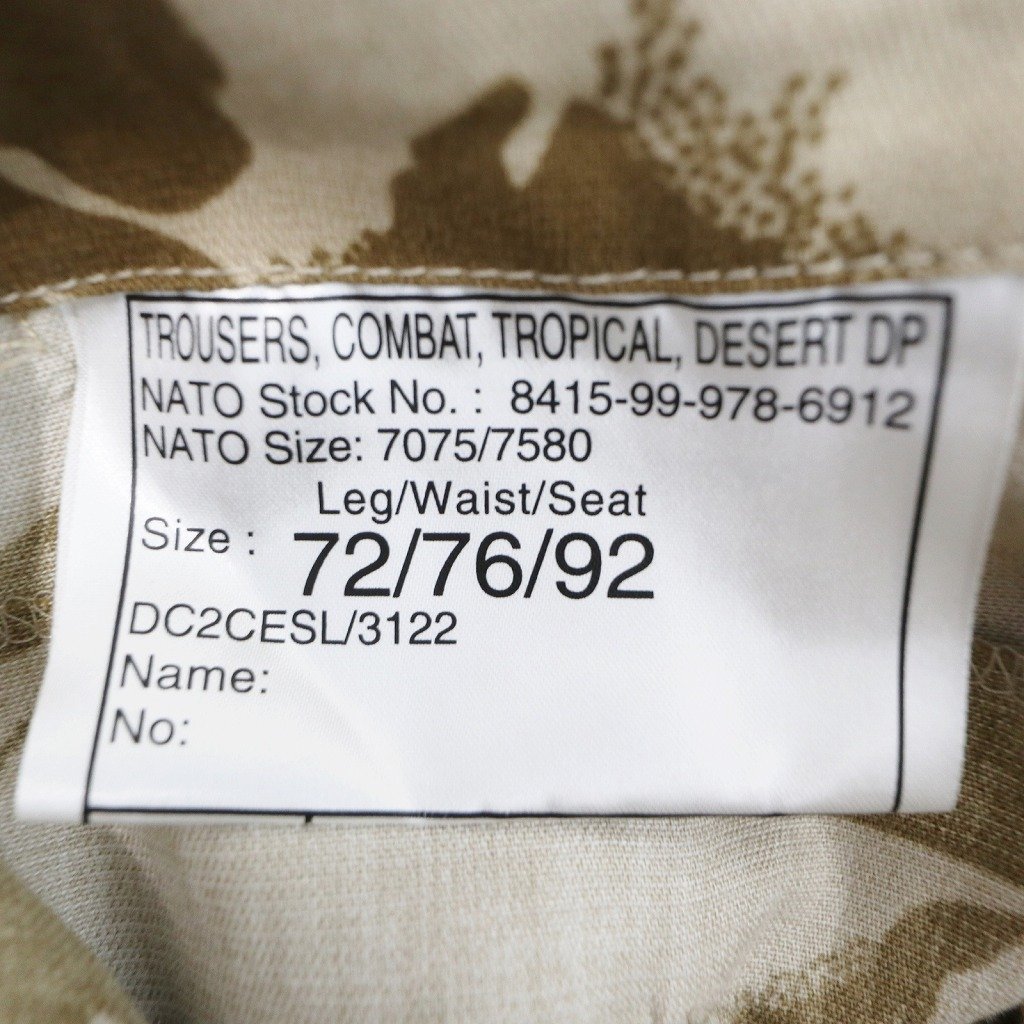 TROUSERS, COMBAT, TROPICAL, DESERT DP
NATO Stock No. : 8415-99-978-6912
NATO Size: 7075/7580
Leg/Waist/Seat
Size : 72/76/92
DC2CESL/3122
Name:
No: